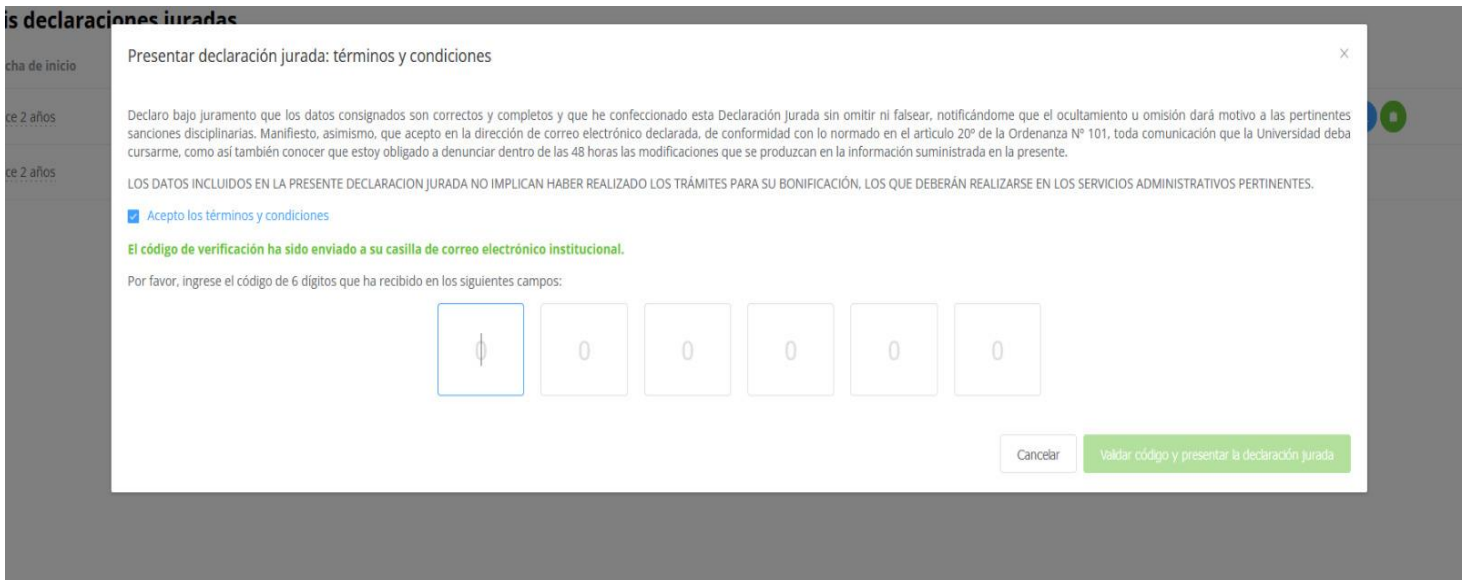 is declaraciones juradas
Presentar declaración jurada: términos y condiciones
cha de inicio
ce 2 años
Declaro bajo juramento que los datos consignados son correctos y completos y que he confeccionado esta Declaración Jurada sin omitir ni falsear, notificándome que el ocultamiento u omisión dará motivo a las pertinentes
sanciones disciplinarias. Manifiesto, asimismo, que acepto en la dirección de correo electrónico declarada, de conformidad con lo normado en el articulo 20º de la Ordenanza Nº 101, toda comunicación que la Universidad deba
cursarme, como así también conocer que estoy obligado a denunciar dentro de las 48 horas las modificaciones que se produzcan en la información suministrada en la presente.
ce 2 años
LOS DATOS INCLUIDOS EN LA PRESENTE DECLARACION JURADA NO IMPLICAN HABER REALIZADO LOS TRÁMITES PARA SU BONIFICACIÓN, LOS QUE DEBERÁN REALIZARSE EN LOS SERVICIOS ADMINISTRATIVOS PERTINENTES.
Acepto los términos y condiciones
El código de verificación ha sido enviado a su casilla de correo electrónico institucional.
Por favor, ingrese el código de 6 dígitos que ha recibido en los siguientes campos:
0 0 0 0 0 0
Cancelar Validar código y presentar la declaración jurada